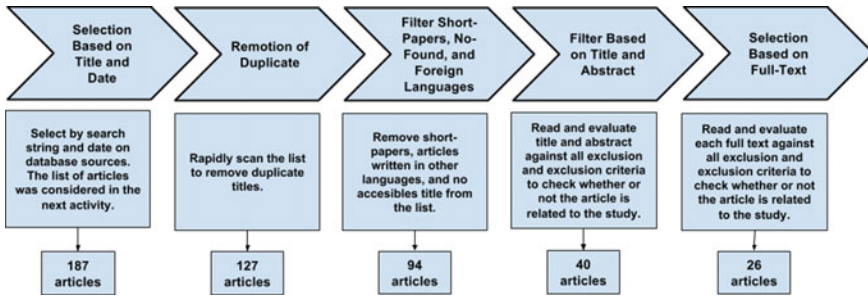 Selection
Based on
Title and
Date
Remotion of
Duplicate
Filter Short-
Papers, No-
Found, and
Foreign
Languages
Filter Based
on Title and
Abstract
Selection
Based on
Full-Text
Select by search
string and date on
database sources.
The list of articles
was considered in the
next activity.
Rapidly scan the list
to remove duplicate
titles.
Remove short-
papers, articles
written in other
languages, and no
accesibles title from
the list.
Read and evaluate
title and abstract
against all exclusion
and exclusion criteria
to check whether or
not the article is
related to the study.
Read and evaluate
each full text against
all exclusion and
exclusion criteria to
check whether or not
the article is related
to the study.
187
articles
127
articles
94
articles
40
articles
26
articles